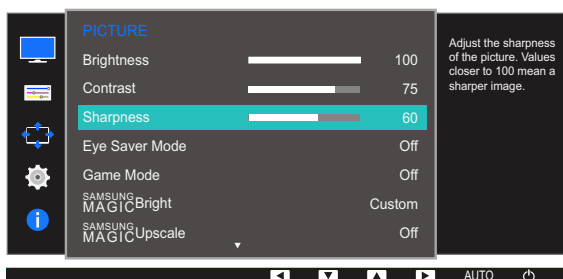 PICTURE
Brightness 100
Contrast 75
Sharpness 60
Eye Saver Mode Off
Game Mode Off
SAMSUNG
MAGICBright Custom
SAMSUNG
MAGICUpscale Off
Adjust the sharpness
of the picture. Values
closer to 100 mean a
sharper image.
AUTO